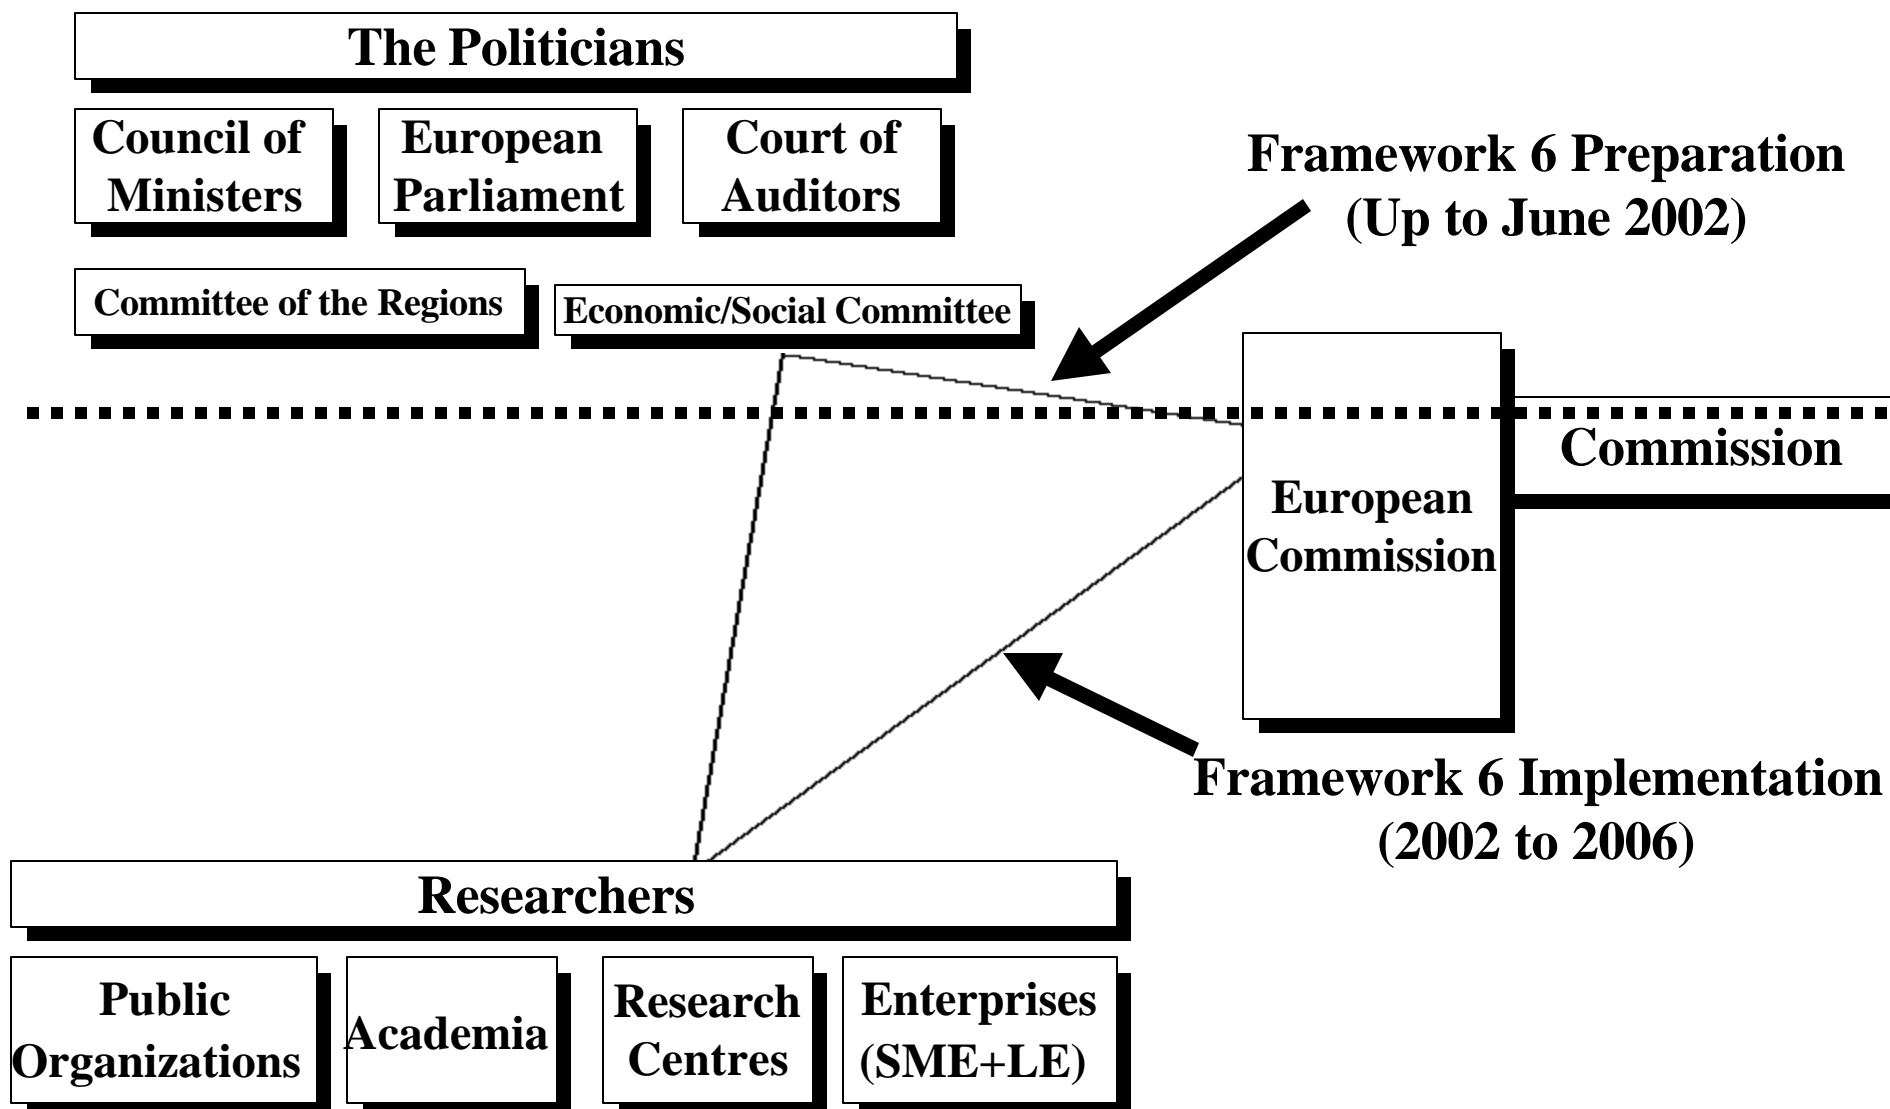 The Politicians
Council of
Ministers
European
Parliament
Court of
Auditors
Committee of the Regions
Economic/Social Committee
Framework 6 Preparation
(Up to June 2002)
Commission
European
Commission
Framework 6 Implementation
(2002 to 2006)
Researchers
Public
Organizations
Academia
Research
Centres
Enterprises
(SME+LE)